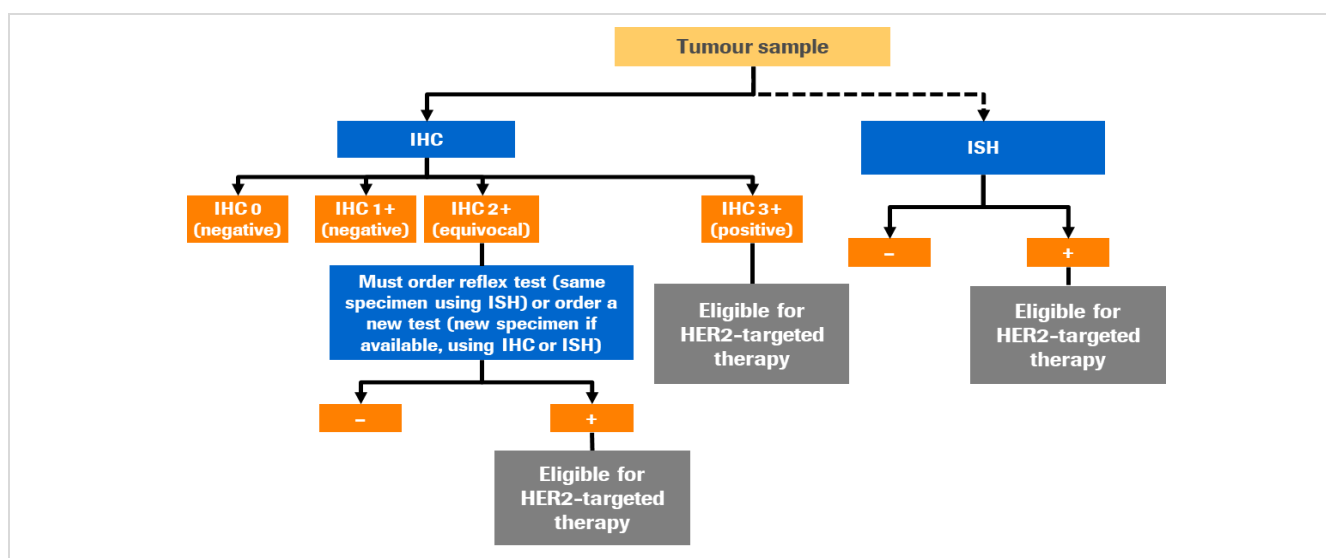 Tumour sample
IHC
ISH
IHC 0
(negative)
IHC 1+
(negative)
IHC 2+
(equivocal)
IHC 3+
(positive)
–
+
Must order reflex test (same
specimen using ISH) or order a
new test (new specimen if
available, using IHC or ISH)
Eligible for
HER2-targeted
therapy
Eligible for
HER2-targeted
therapy
–
+
Eligible for
HER2-targeted
therapy